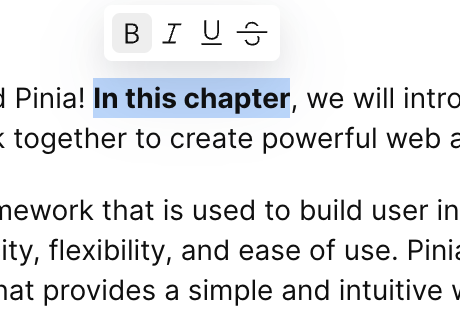 B I U S
d Pinia! In this chapter, we will intro
k together to create powerful web a
mework that is used to build user in
ity, flexibility, and ease of use. Pinia
hat provides a simple and intuitive w